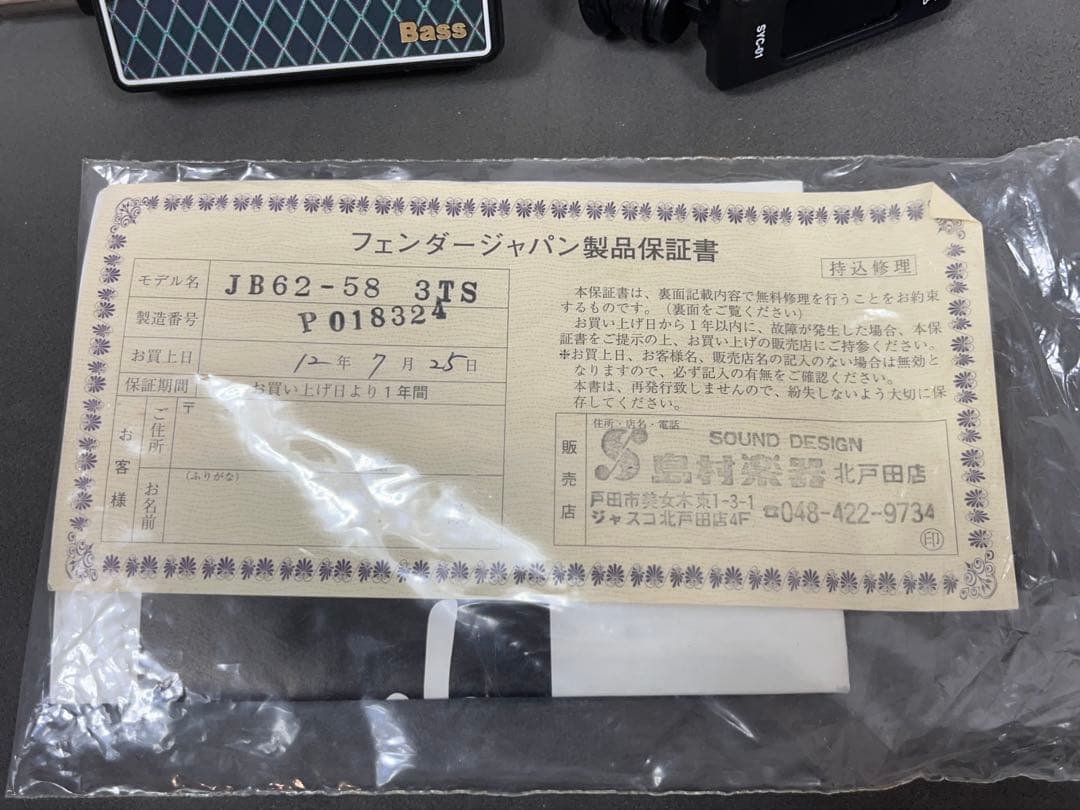 Bass
SYC-01
フェンダージャパン製品保証書
持込修理
モデル名 JB62-58 3TS
製造番号 P018324
お買上日 12年7月25日
保証期間 お買い上げ日より1年間
お客様
ご住所 〒
お名前 (ふりがな)
本保証書は、裏面記載内容で無料修理を行うことをお約束
するものです。(裏面をご覧ください)
お買い上げ日から1年以内に、故障が発生した場合、本保
証書をご提示の上、お買い上げの販売店にご持参ください。
※お買上日、お客様名、販売店名の記入のない場合は無効と
なりますので、必ず記入の有無をご確認ください。
本書は、再発行致しませんので、紛失しないよう大切に保
存してください。
販売店
住所・店名・電話
SOUND DESIGN
島村楽器 北戸田店
戸田市美女木東1-3-1
ジャスコ北戸田店4F ☎048-422-9734
印